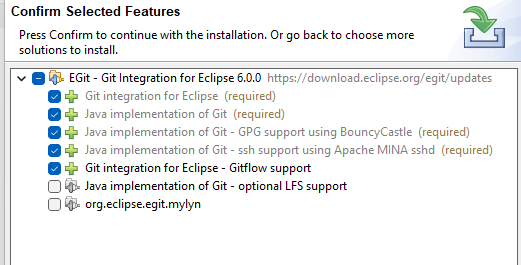 Confirm Selected Features
Press Confirm to continue with the installation. Or go back to choose more
solutions to install.
EGit - Git Integration for Eclipse 6.0.0 https://download.eclipse.org/egit/updates
Git integration for Eclipse (required)
Java implementation of Git (required)
Java implementation of Git - GPG support using BouncyCastle (required)
Java implementation of Git - ssh support using Apache MINA sshd (required)
Git integration for Eclipse - Gitflow support
Java implementation of Git - optional LFS support
org.eclipse.egit.mylyn